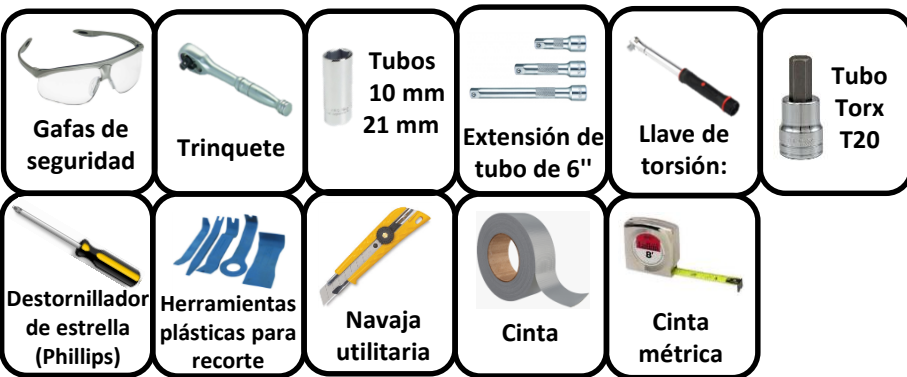 Gafas de
seguridad
Trinquete
Tubos
10 mm
21 mm
Extensión de
tubo de 6"
Llave de
torsión:
Tubo
Torx
T20
Destornillador
de estrella
(Phillips)
Herramientas
plásticas para
recorte
Navaja
utilitaria
Cinta
8'
Cinta
métrica